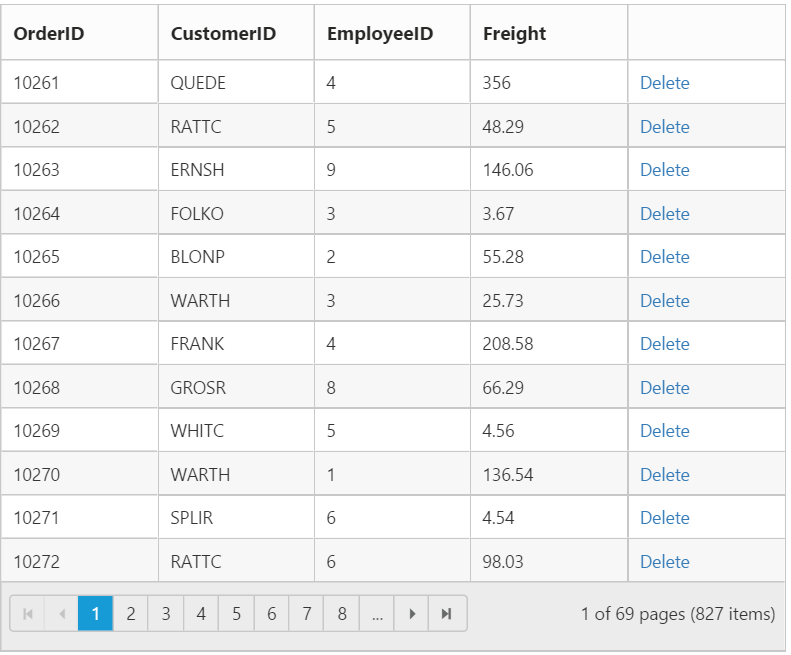 OrderID CustomerID EmployeeID Freight
10261 QUEDE 4 356 Delete
10262 RATTC 5 48.29 Delete
10263 ERNSH 9 146.06 Delete
10264 FOLKO 3 3.67 Delete
10265 BLONP 2 55.28 Delete
10266 WARTH 3 25.73 Delete
10267 FRANK 4 208.58 Delete
10268 GROSR 8 66.29 Delete
10269 WHITC 5 4.56 Delete
10270 WARTH 1 136.54 Delete
10271 SPLIR 6 4.54 Delete
10272 RATTC 6 98.03 Delete
1 2 3 4 5 6 7 8 ... 1 of 69 pages (827 items)